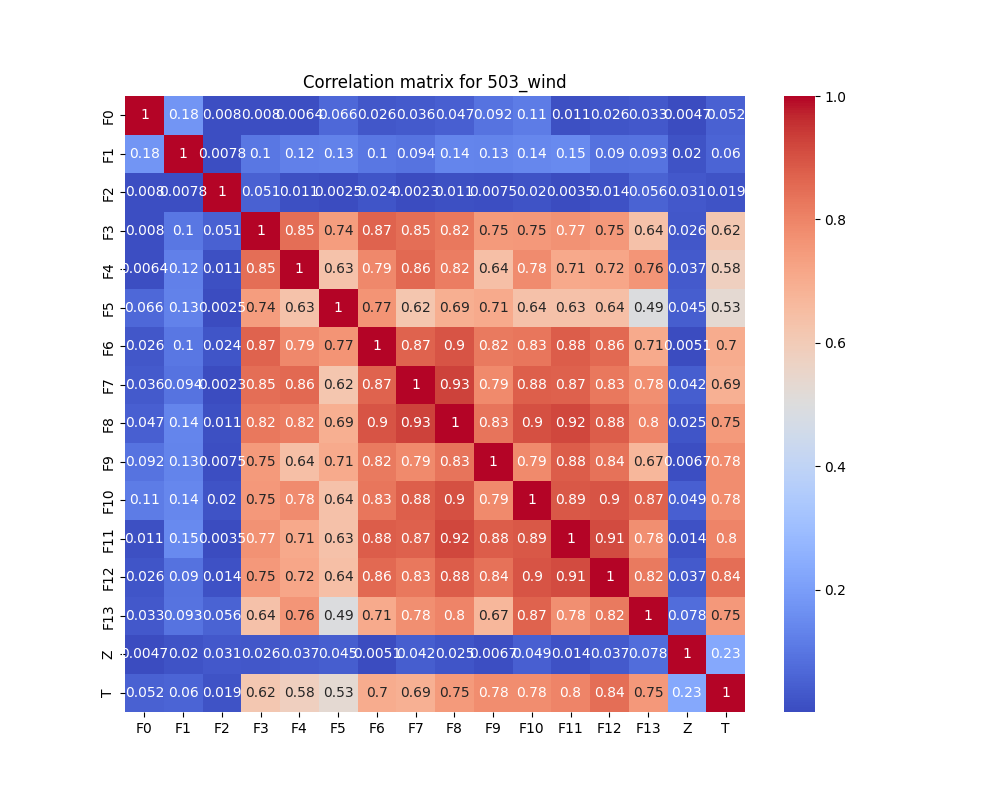 Correlation matrix for 503_wind
F0 1 0.18 0.008 0.008 0.0064 0.066 0.026 0.036 0.047 0.092 0.11 0.011 0.026 0.033 0.0047 0.052
F1 0.18 1 0.0078 0.1 0.12 0.13 0.1 0.094 0.14 0.13 0.14 0.15 0.09 0.093 0.02 0.06
F2 0.008 0.0078 1 0.051 0.011 0.0025 0.024 0.0023 0.011 0.0075 0.02 0.0035 0.014 0.056 0.031 0.019
F3 0.008 0.1 0.051 1 0.85 0.74 0.87 0.85 0.82 0.75 0.75 0.77 0.75 0.64 0.026 0.62
F4 0.0064 0.12 0.011 0.85 1 0.63 0.79 0.86 0.82 0.64 0.78 0.71 0.72 0.76 0.037 0.58
F5 0.066 0.13 0.0025 0.74 0.63 1 0.77 0.62 0.69 0.71 0.64 0.63 0.64 0.49 0.045 0.53
F6 0.026 0.1 0.024 0.87 0.79 0.77 1 0.87 0.9 0.82 0.83 0.88 0.86 0.71 0.0051 0.7
F7 0.036 0.094 0.0023 0.85 0.86 0.62 0.87 1 0.93 0.79 0.88 0.87 0.83 0.78 0.042 0.69
F8 0.047 0.14 0.011 0.82 0.82 0.69 0.9 0.93 1 0.83 0.9 0.92 0.88 0.8 0.025 0.75
F9 0.092 0.13 0.0075 0.75 0.64 0.71 0.82 0.79 0.83 1 0.79 0.88 0.84 0.67 0.0067 0.78
F10 0.11 0.14 0.02 0.75 0.78 0.64 0.83 0.88 0.9 0.79 1 0.89 0.9 0.87 0.049 0.78
F11 0.011 0.15 0.0035 0.77 0.71 0.63 0.88 0.87 0.92 0.88 0.89 1 0.91 0.78 0.014 0.8
F12 0.026 0.09 0.014 0.75 0.72 0.64 0.86 0.83 0.88 0.84 0.9 0.91 1 0.82 0.037 0.84
F13 0.033 0.093 0.056 0.64 0.76 0.49 0.71 0.78 0.8 0.67 0.87 0.78 0.82 1 0.078 0.75
Z 0.0047 0.02 0.031 0.026 0.037 0.045 0.0051 0.042 0.025 0.0067 0.049 0.014 0.037 0.078 1 0.23
T 0.052 0.06 0.019 0.62 0.58 0.53 0.7 0.69 0.75 0.78 0.78 0.8 0.84 0.75 0.23 1
F0 F1 F2 F3 F4 F5 F6 F7 F8 F9 F10 F11 F12 F13 Z T
1.0
0.8
0.6
0.4
0.2